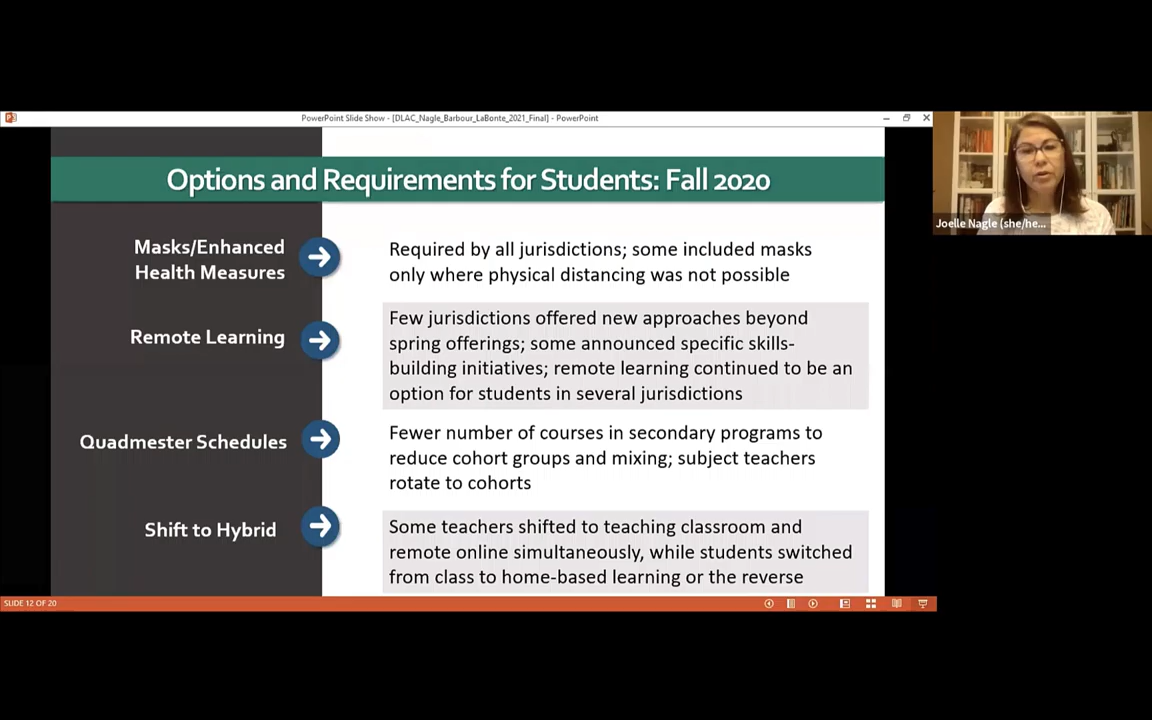 PowerPoint Slide Show - [DLAC_Nagle_Barbour_LaBonte_2021_Final] - PowerPoint
Options and Requirements for Students: Fall 2020
Masks/Enhanced
Health Measures
Required by all jurisdictions; some included masks
only where physical distancing was not possible
Remote Learning
Few jurisdictions offered new approaches beyond
spring offerings; some announced specific skills-
building initiatives; remote learning continued to be an
option for students in several jurisdictions
Quadmester Schedules
Fewer number of courses in secondary programs to
reduce cohort groups and mixing; subject teachers
rotate to cohorts
Shift to Hybrid
Some teachers shifted to teaching classroom and
remote online simultaneously, while students switched
from class to home-based learning or the reverse
SLIDE 12 OF 20
Joelle Nagle (she/he...